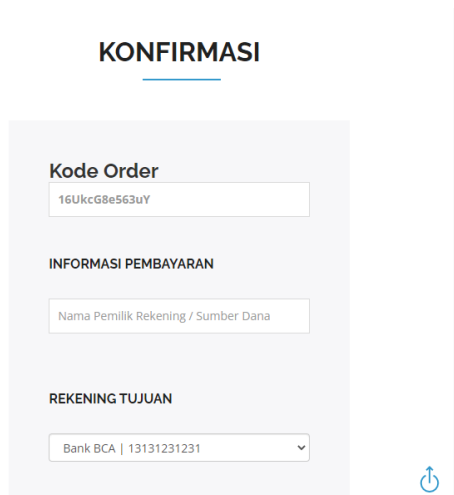 KONFIRMASI
Kode Order
16UkcG8e563uY
INFORMASI PEMBAYARAN
Nama Pemilik Rekening / Sumber Dana
REKENING TUJUAN
Bank BCA | 13131231231